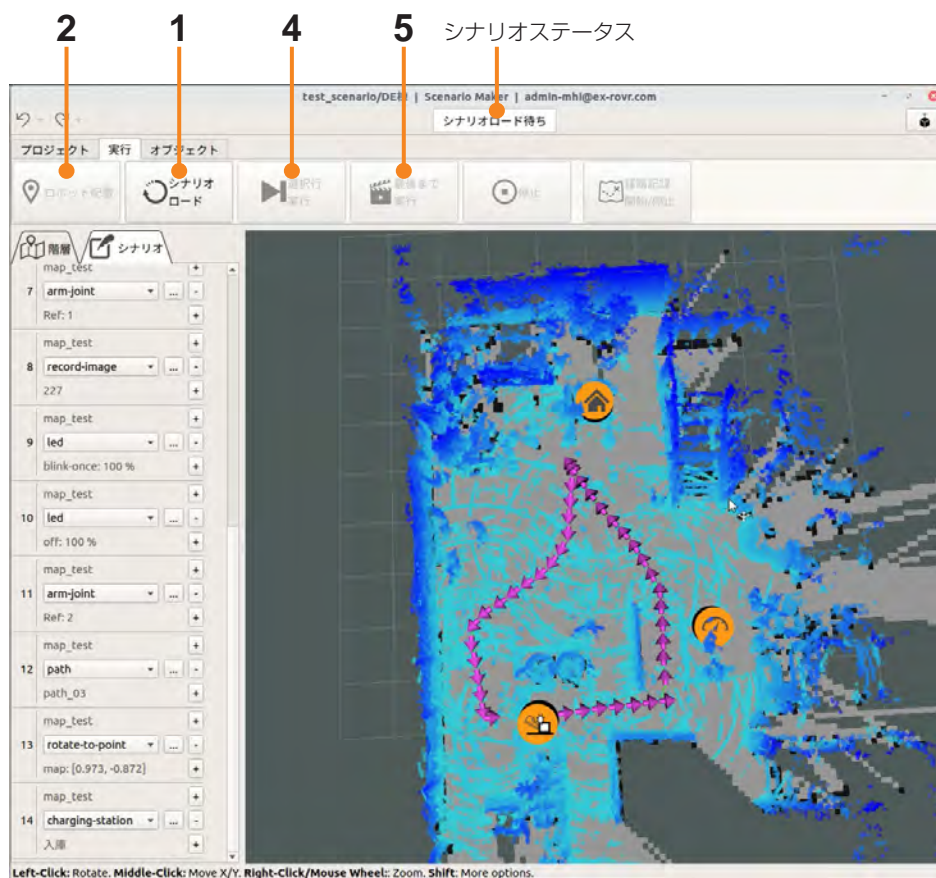 2 1 4 5 シナリオステータス
test_scenario/DE様 | Scenario Maker | admin-mhi@ex-rovr.com
シナリオロード待ち
プロジェクト 実行 オブジェクト
ロボット配置
シナリオ
ロード
選択行
実行
最後まで
実行
停止
経路記録
開始/停止
階層 シナリオ
map_test +
7 arm-joint ... -
Ref: 1 +
map_test +
8 record-image ... -
227 +
map_test +
9 led ... -
blink-once: 100 % +
map_test +
10 led ... -
off: 100 % +
map_test +
11 arm-joint ... -
Ref: 2 +
map_test +
12 path ... -
path_03 +
map_test +
13 rotate-to-point ... -
map: [0.973, -0.872] +
map_test +
14 charging-station ... -
入庫 +
Left-Click: Rotate. Middle-Click: Move X/Y. Right-Click/Mouse Wheel:: Zoom. Shift: More options.